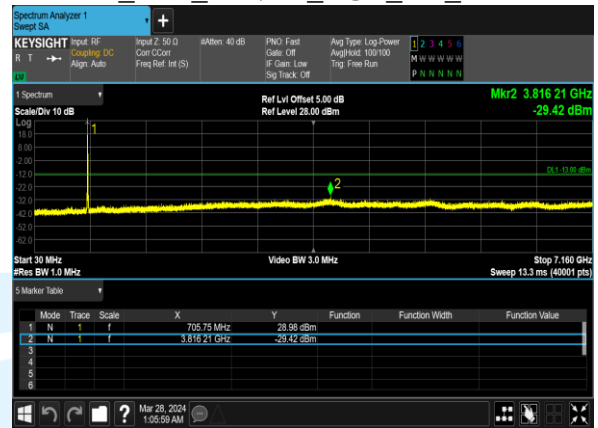 Spectrum Analyzer 1
Swept SA
KEYSIGHT Input: RF Input Z: 50 Ω #Atten: 40 dB PNO: Fast Avg Type: Log-Power 1 2 3 4 5 6
R T Coupling: DC Corr CCorr Gate: Off Avg|Hold: 100/100 M W W W W W
Align: Auto Freq Ref: Int (S) IF Gain: Low Trig: Free Run
Sig Track: Off P N N N N N
LV
1 Spectrum Ref Lvl Offset 5.00 dB Mkr2 3.816 21 GHz
Scale/Div 10 dB Ref Level 28.00 dBm -29.42 dBm
Log
1
18.0
8.00
-2.00
DL1 -13.00 dBm
-12.0
-22.0
2
-32.0
-42.0
-52.0
-62.0
Start 30 MHz Video BW 3.0 MHz Stop 7.160 GHz
#Res BW 1.0 MHz Sweep 13.3 ms (40001 pts)
5 Marker Table
Mode Trace Scale X Y Function Function Width Function Value
1 N 1 f 705.75 MHz 28.98 dBm
2 N 1 f 3.816 21 GHz -29.42 dBm
3
4
5
6
? Mar 28, 2024
1:05:59 AM